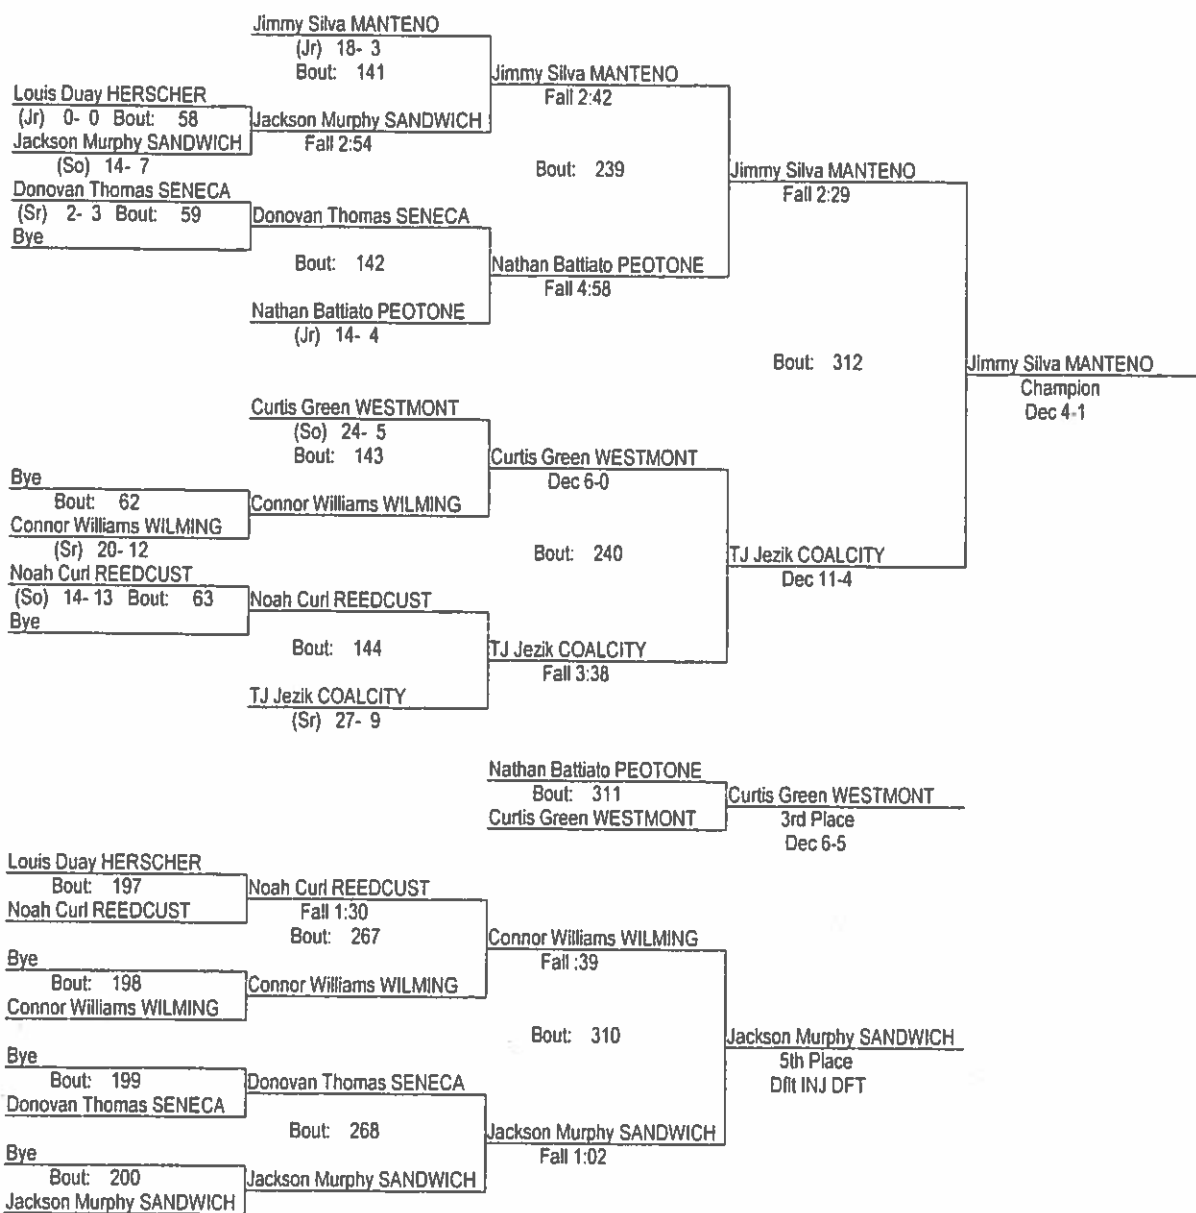 Jimmy Silva MANTENO
(Jr) 18- 3
Bout: 141
Jimmy Silva MANTENO
Fall 2:42
Louis Duay HERSCHER
(Jr) 0- 0 Bout: 58
Jackson Murphy SANDWICH
Fall 2:54
Jackson Murphy SANDWICH
(So) 14- 7
Bout: 239
Jimmy Silva MANTENO
Fall 2:29
Donovan Thomas SENECA
(Sr) 2- 3 Bout: 59
Donovan Thomas SENECA
Bye
Bout: 142
Nathan Battiato PEOTONE
Fall 4:58
Nathan Battiato PEOTONE
(Jr) 14- 4
Bout: 312
Jimmy Silva MANTENO
Champion
Dec 4-1
Curtis Green WESTMONT
(So) 24- 5
Bout: 143
Curtis Green WESTMONT
Dec 6-0
Bye
Bout: 62
Connor Williams WILMING
Connor Williams WILMING
(Sr) 20- 12
Bout: 240
TJ Jezik COALCITY
Dec 11-4
Noah Curl REEDCUST
(So) 14- 13 Bout: 63
Noah Curl REEDCUST
Bye
Bout: 144
TJ Jezik COALCITY
Fall 3:38
TJ Jezik COALCITY
(Sr) 27- 9
Nathan Battiato PEOTONE
Bout: 311
Curtis Green WESTMONT
Curtis Green WESTMONT
3rd Place
Dec 6-5
Louis Duay HERSCHER
Bout: 197
Noah Curl REEDCUST
Noah Curl REEDCUST
Fall 1:30
Bout: 267
Connor Williams WILMING
Fall :39
Bye
Bout: 198
Connor Williams WILMING
Connor Williams WILMING
Bout: 310
Jackson Murphy SANDWICH
5th Place
Dflt INJ DFT
Bye
Bout: 199
Donovan Thomas SENECA
Donovan Thomas SENECA
Bout: 268
Jackson Murphy SANDWICH
Fall 1:02
Bye
Bout: 200
Jackson Murphy SANDWICH
Jackson Murphy SANDWICH